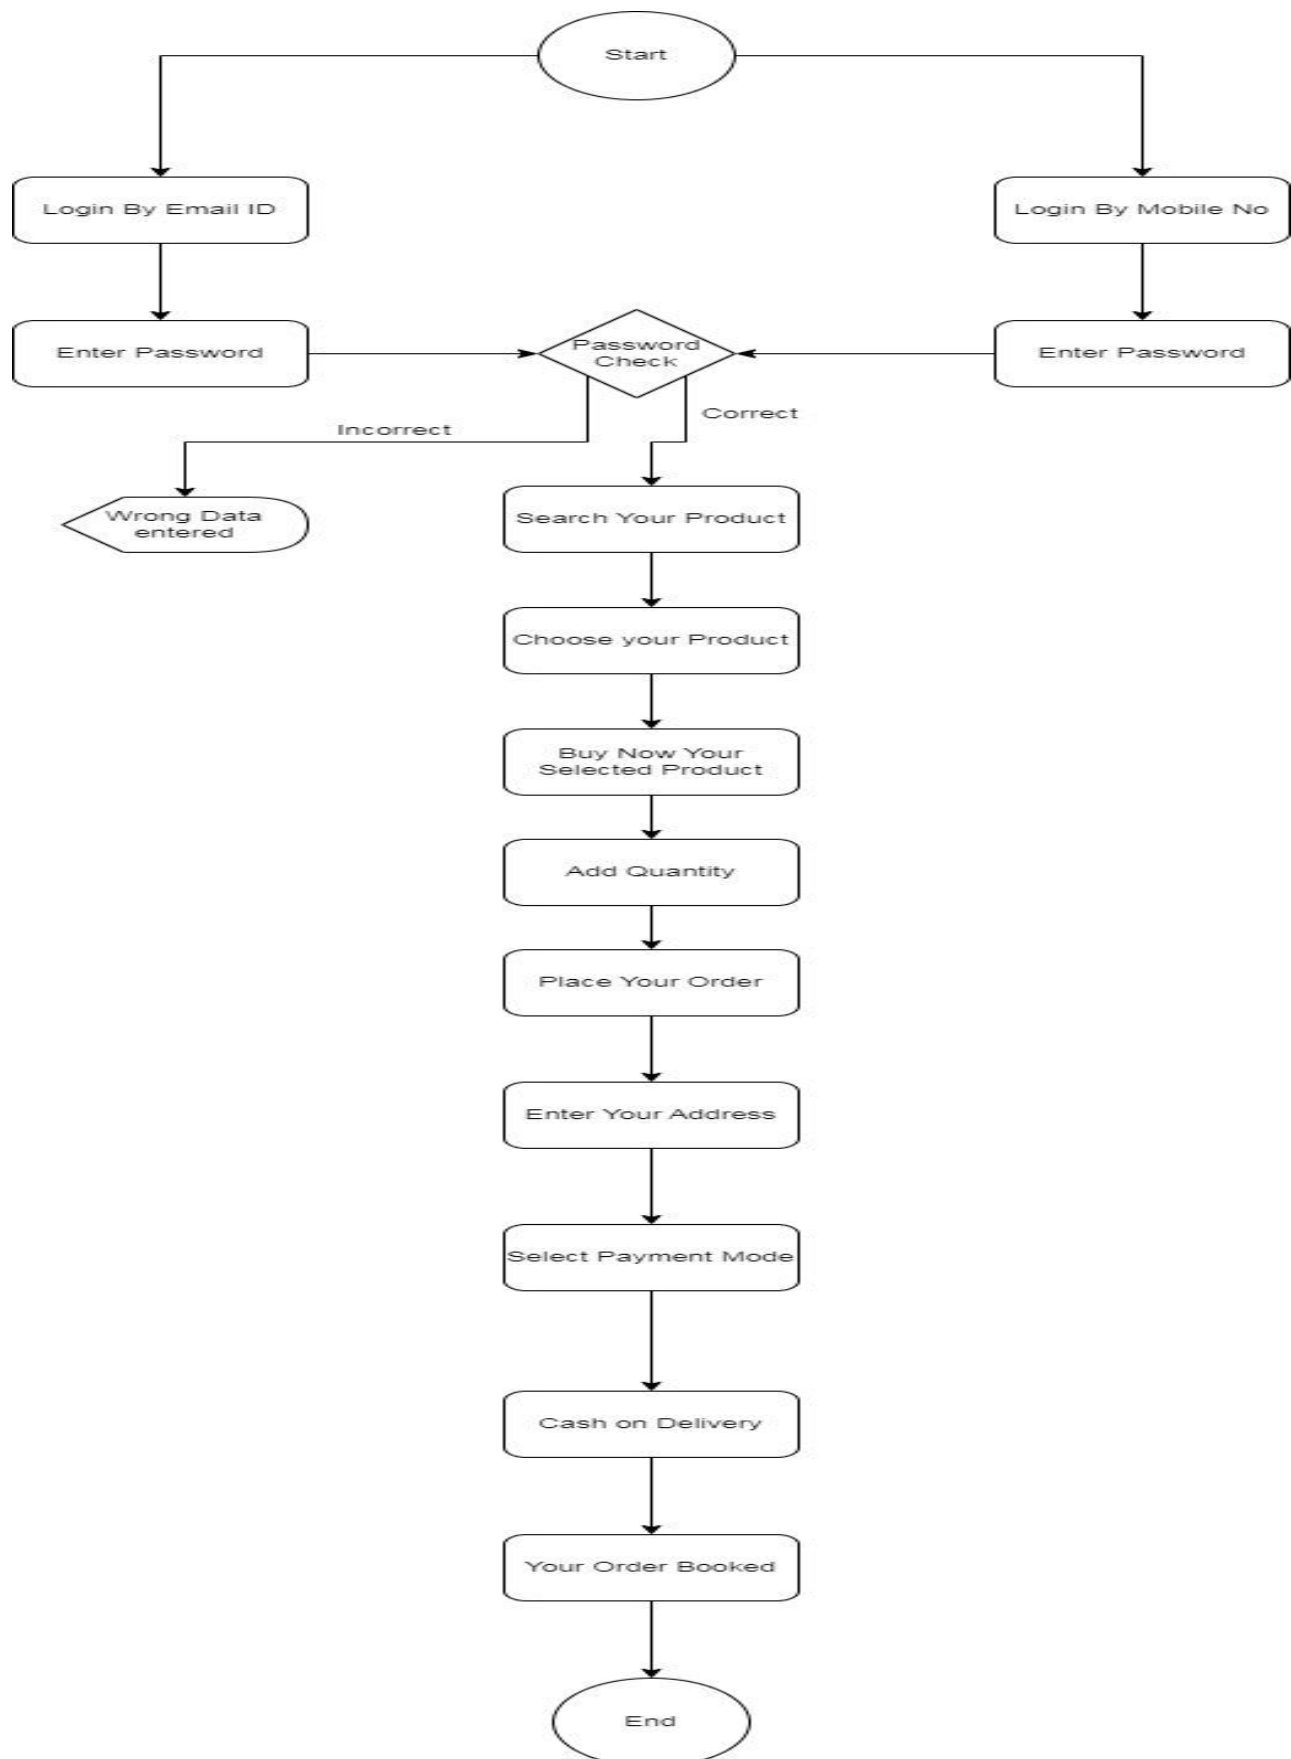 Start
Login By Email ID
Login By Mobile No
Enter Password
Password
Check
Enter Password
Incorrect
Correct
Wrong Data
entered
Search Your Product
Choose your Product
Buy Now Your
Selected Product
Add Quantity
Place Your Order
Enter Your Address
Select Payment Mode
Cash on Delivery
Your Order Booked
End